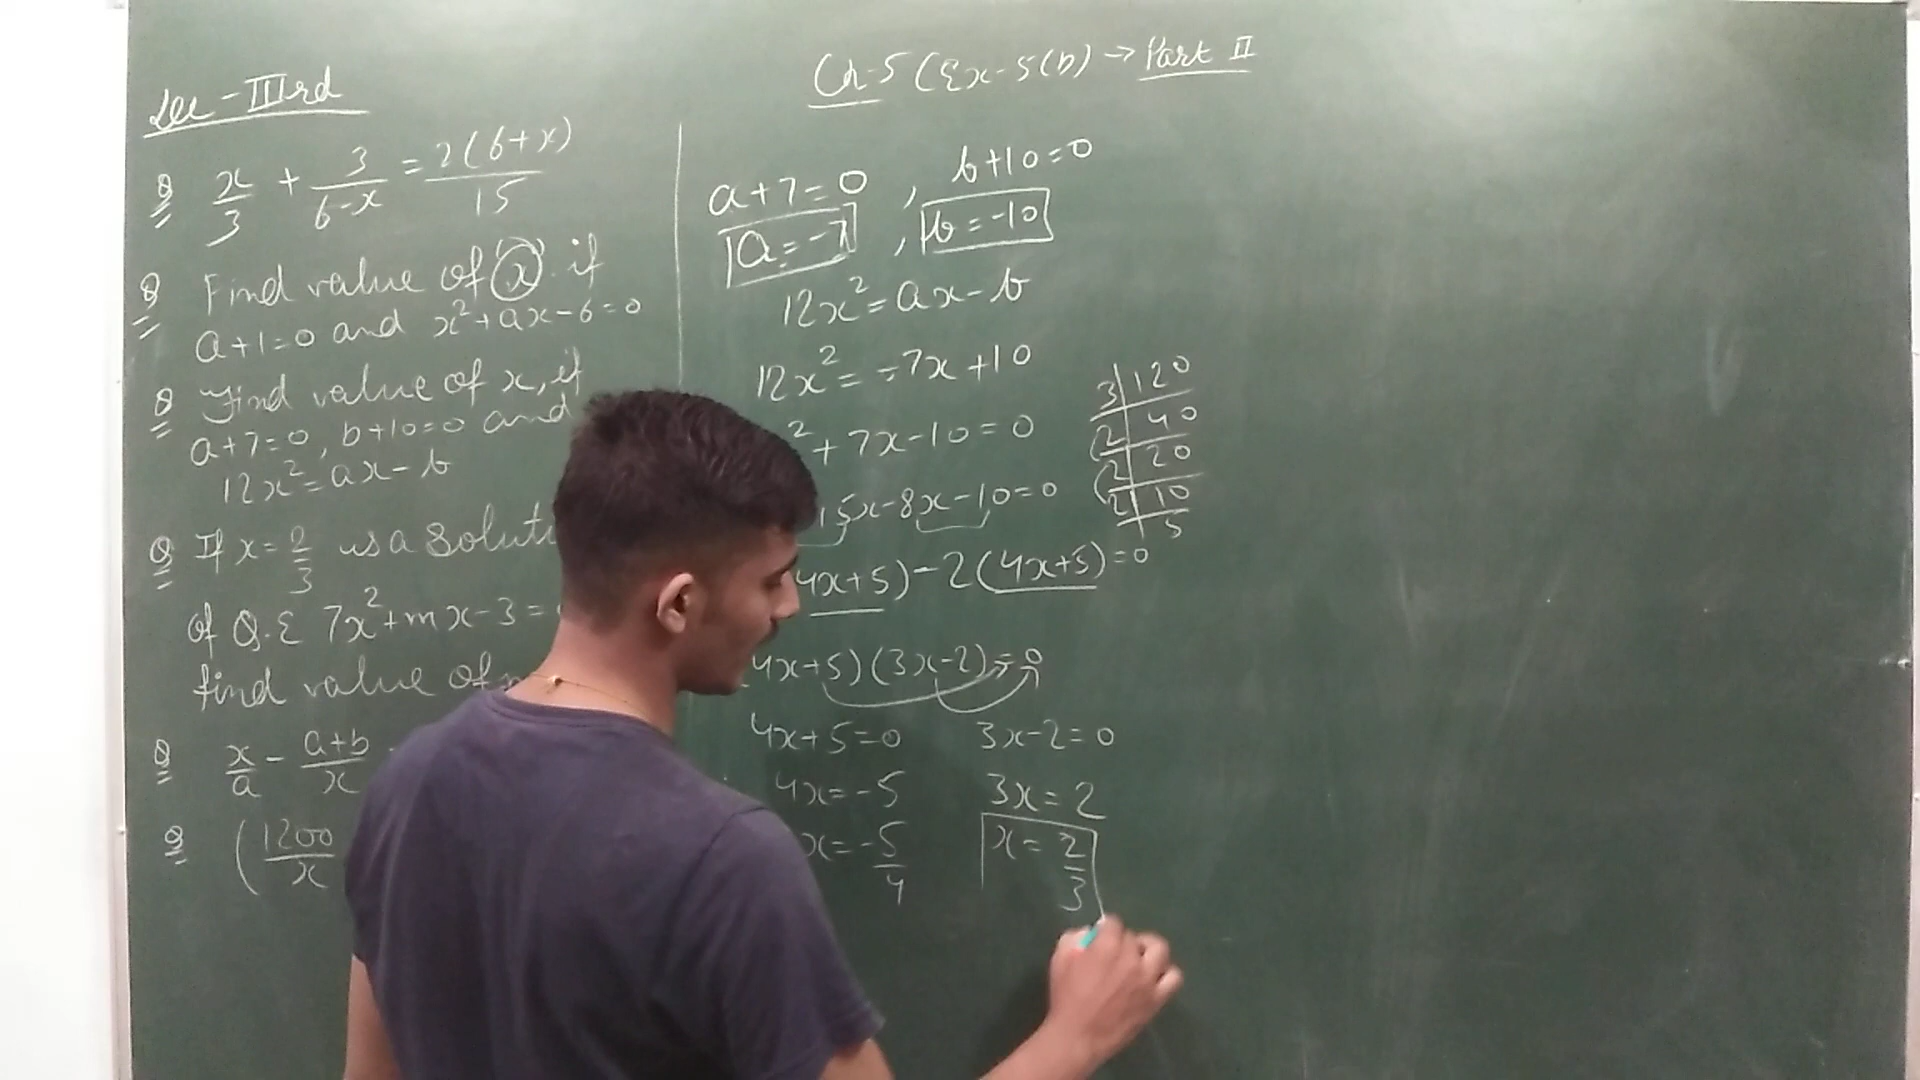 Lec - IIIrd
Ch-5 (Ex-5(b) → Part II
Q x/3 + 3/(6-x) = 2(6+x)/15
Q Find value of 'x' if
a+1=0 and x²+ax-6=0
Q Find value of x, if
a+7=0, b+10=0 and
12x²=ax-b
Q If x=2/3 is a
of Q.E 7x²+mx-3=
find value of
Q x/a - (a+b)/x
Q (1200/x
a+7=0, b+10=0
a=-7, b=-10
12x²=ax-b
12x²=-7x+10
²+7x-10=0
15x-8x-10=0
4x+5)-2(4x+5)=0
4x+5)(3x-2)=0
4x+5=0 3x-2=0
4x=-5 3x=2
x=-5/4 x=2/3
3 120
2 40
2 20
2 10
5